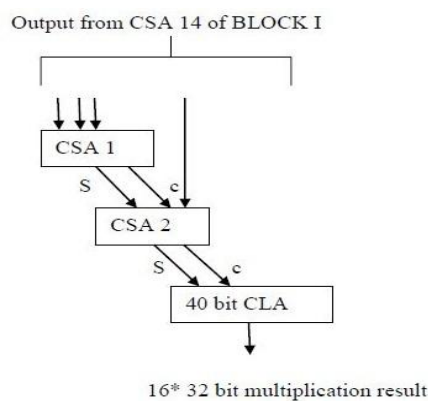 Output from CSA 14 of BLOCK I
CSA 1
S
c
CSA 2
S
c
40 bit CLA
16* 32 bit multiplication result